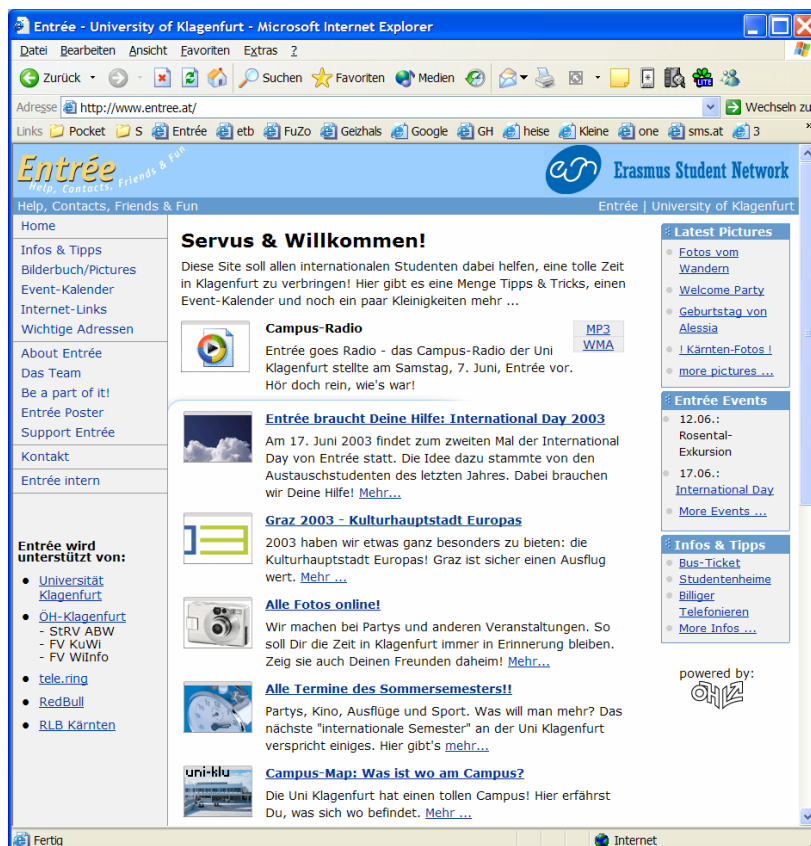 Entrée - University of Klagenfurt - Microsoft Internet Explorer
Datei Bearbeiten Ansicht Favoriten Extras ?
Zurück Suchen Favoriten Medien
Adresse http://www.entree.at/ Wechseln zu
Links Pocket S Entrée etb FuZo Geizhals Google GH heise Kleine one sms.at 3 »
Entrée
Help, Contacts, Friends & Fun
esn Erasmus Student Network
Help, Contacts, Friends & Fun Entrée | University of Klagenfurt
Home
Infos & Tipps
Bilderbuch/Pictures
Event-Kalender
Internet-Links
Wichtige Adressen
About Entrée
Das Team
Be a part of it!
Entrée Poster
Support Entrée
Kontakt
Entrée intern
Entrée wird
unterstützt von:
Universität
Klagenfurt
ÖH-Klagenfurt
- StRV ABW
- FV KuWi
- FV WiInfo
tele.ring
RedBull
RLB Kärnten
Servus & Willkommen!
Diese Site soll allen internationalen Studenten dabei helfen, eine tolle Zeit
in Klagenfurt zu verbringen! Hier gibt es eine Menge Tipps & Tricks, einen
Event-Kalender und noch ein paar Kleinigkeiten mehr ...
Campus-Radio
MP3
WMA
Entrée goes Radio - das Campus-Radio der Uni
Klagenfurt stellte am Samstag, 7. Juni, Entrée vor.
Hör doch rein, wie's war!
Entrée braucht Deine Hilfe: International Day 2003
Am 17. Juni 2003 findet zum zweiten Mal der International
Day von Entrée statt. Die Idee dazu stammte von den
Austauschstudenten des letzten Jahres. Dabei brauchen
wir Deine Hilfe! Mehr...
Graz 2003 - Kulturhauptstadt Europas
2003 haben wir etwas ganz besonders zu bieten: die
Kulturhauptstadt Europas! Graz ist sicher einen Ausflug
wert. Mehr ...
Alle Fotos online!
Wir machen bei Partys und anderen Veranstaltungen. So
soll Dir die Zeit in Klagenfurt immer in Erinnerung bleiben.
Zeig sie auch Deinen Freunden daheim! Mehr...
Alle Termine des Sommersemesters!!
Partys, Kino, Ausflüge und Sport. Was will man mehr? Das
nächste "internationale Semester" an der Uni Klagenfurt
verspricht einiges. Hier gibt's mehr...
uni-klu
Campus-Map: Was ist wo am Campus?
Die Uni Klagenfurt hat einen tollen Campus! Hier erfährst
Du, was sich wo befindet. Mehr ...
Latest Pictures
Fotos vom
Wandern
Welcome Party
Geburtstag von
Alessia
! Kärnten-Fotos !
more pictures ...
Entrée Events
12.06.:
Rosental-
Exkursion
17.06.:
International Day
More Events ...
Infos & Tipps
Bus-Ticket
Studentenheime
Billiger
Telefonieren
More Infos ...
powered by:
Fertig Internet